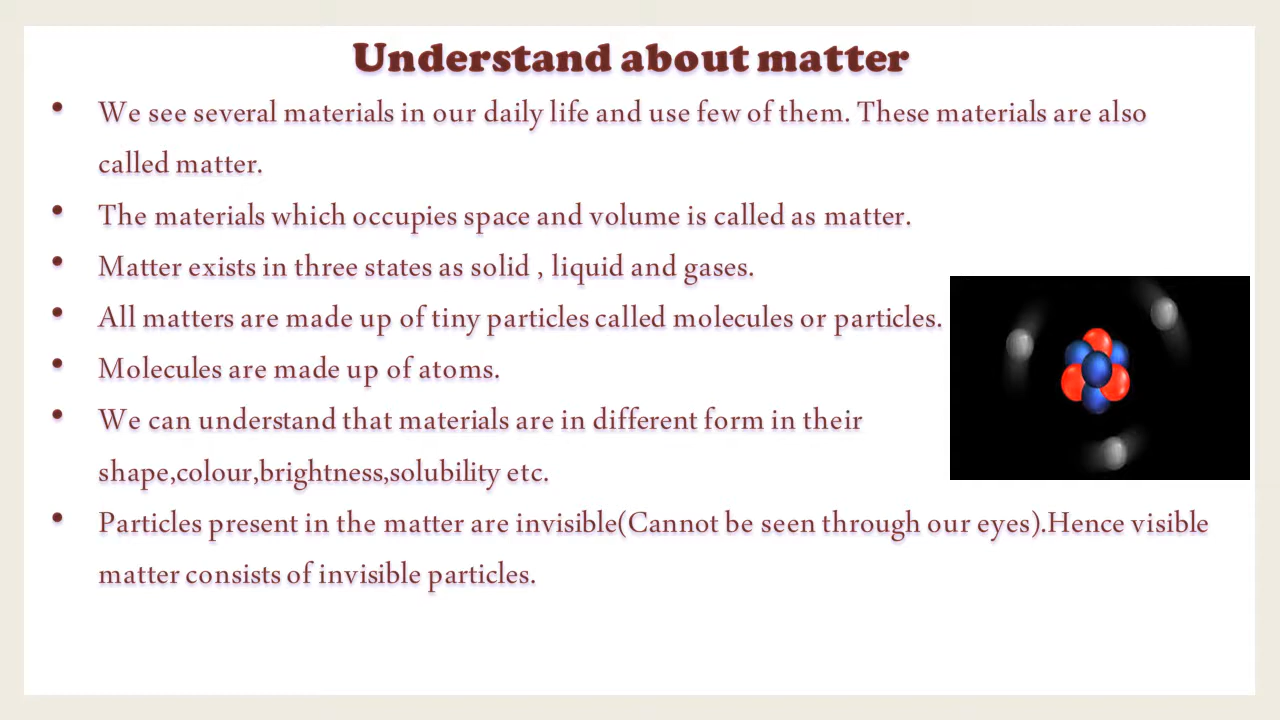 Understand about matter
• We see several materials in our daily life and use few of them. These materials are also
called matter.
• The materials which occupies space and volume is called as matter.
• Matter exists in three states as solid , liquid and gases.
• All matters are made up of tiny particles called molecules or particles.
• Molecules are made up of atoms.
• We can understand that materials are in different form in their
shape,colour,brightness,solubility etc.
• Particles present in the matter are invisible(Cannot be seen through our eyes).Hence visible
matter consists of invisible particles.